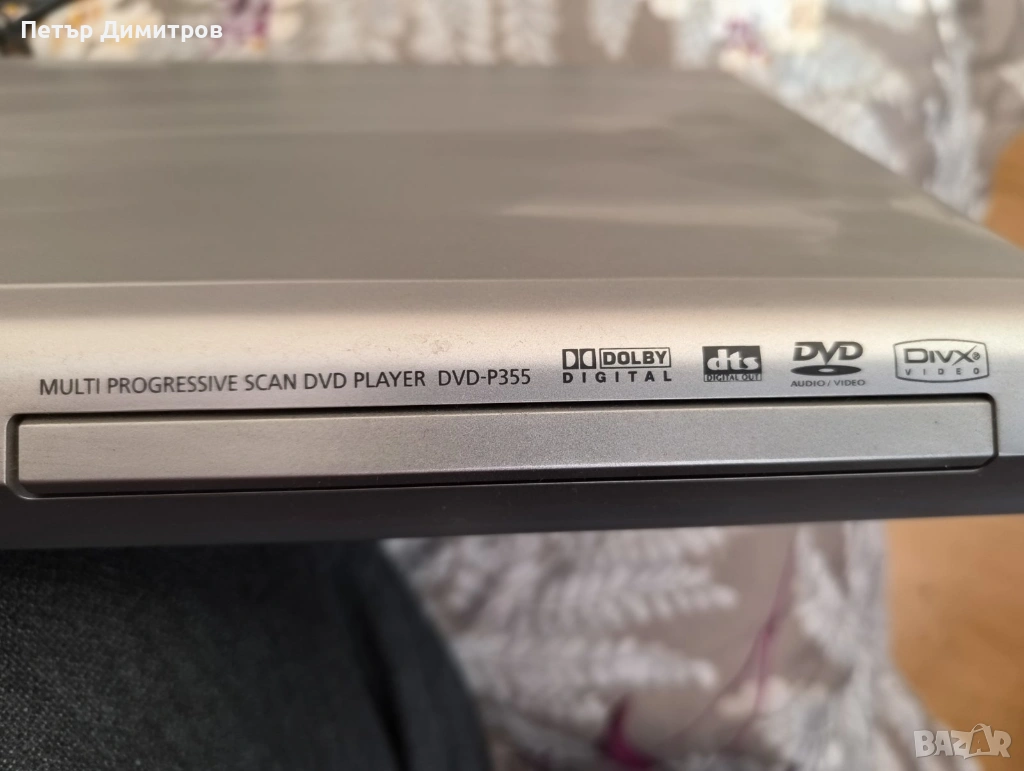 Петър Димитров
MULTI PROGRESSIVE SCAN DVD PLAYER DVD-P355
DOLBY DIGITAL
dts DIGITAL OUT
DVD AUDIO / VIDEO
DIVX VIDEO
BAZAR